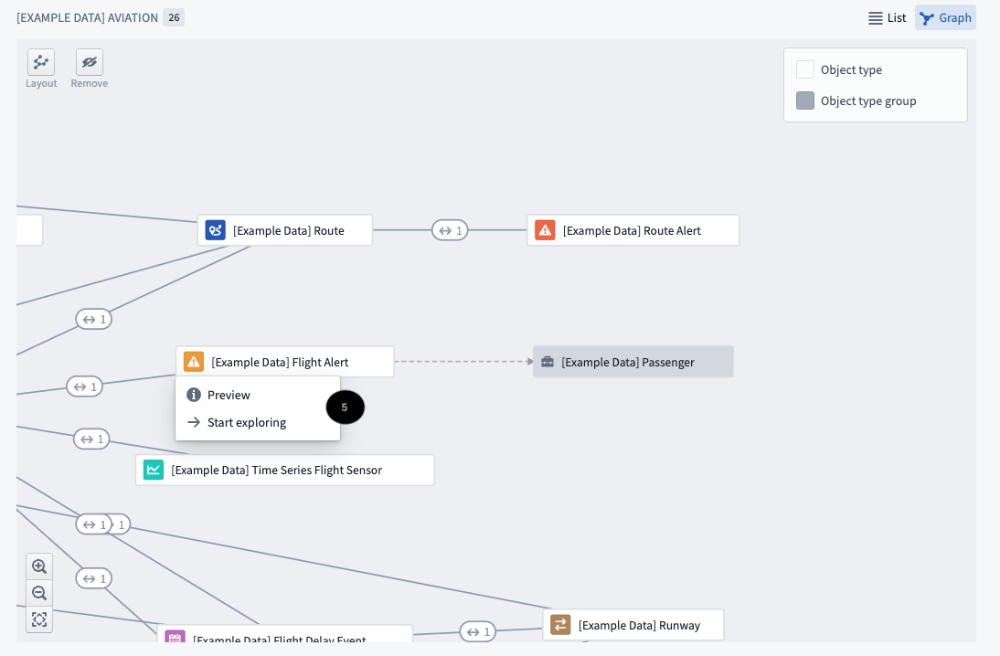 [EXAMPLE DATA] AVIATION 26
List
Graph
Layout
Remove
Object type
Object type group
[Example Data] Route
1
[Example Data] Route Alert
1
[Example Data] Flight Alert
[Example Data] Passenger
1
Preview
5
Start exploring
1
[Example Data] Time Series Flight Sensor
1
1
1
[Example Data] Runway
1
[Example Data] Flight Delay Event